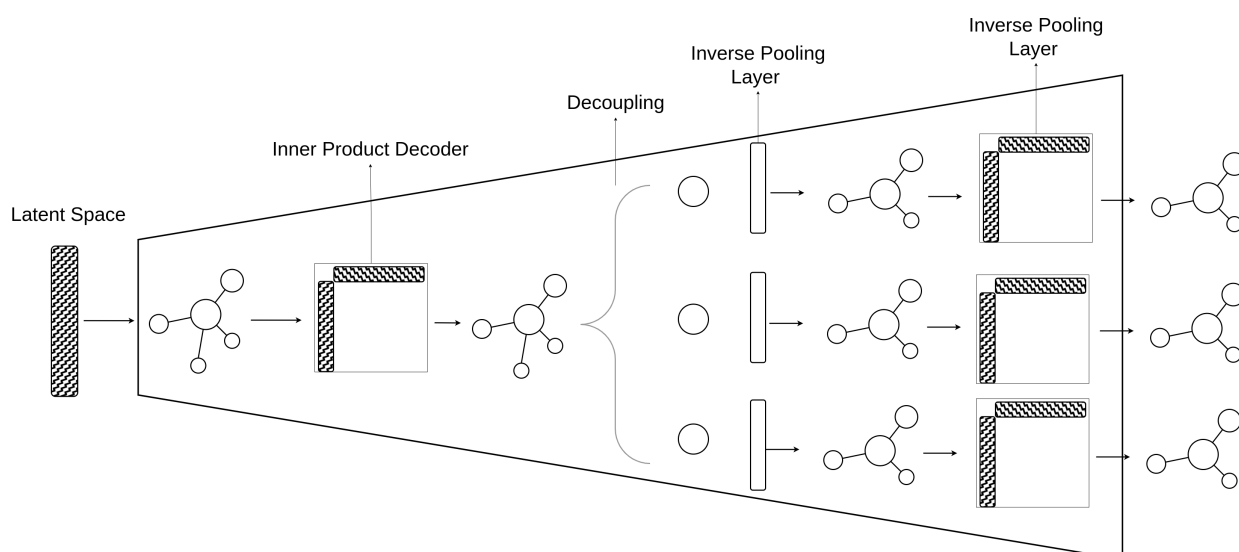 Inverse Pooling
Layer
Inverse Pooling
Layer
Decoupling
Inner Product Decoder
Latent Space